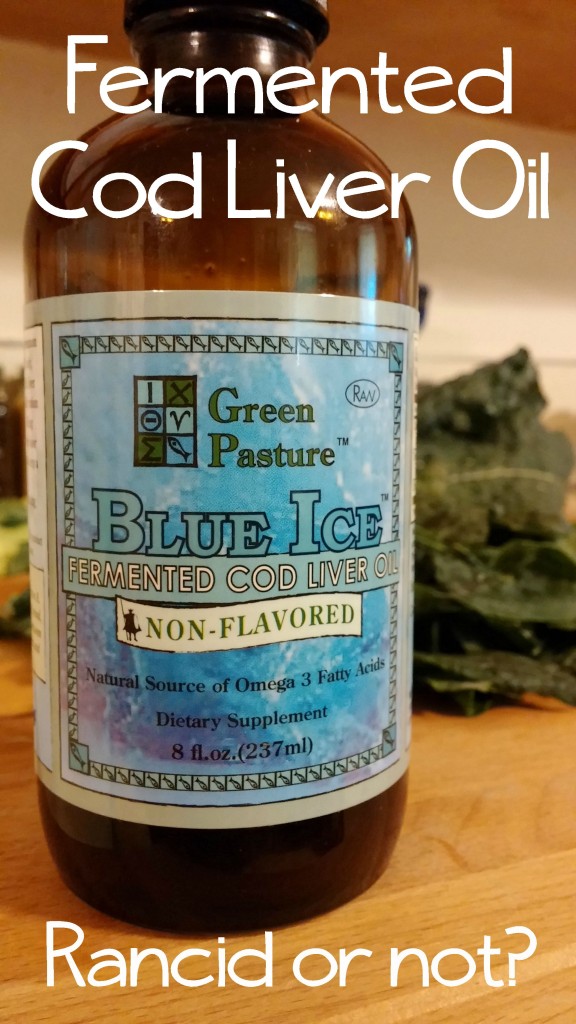 Fermented
Cod Liver Oil
I X
Θ ϒ
Σ
Green
Pasture™
RAW
BLUE ICE™
FERMENTED COD LIVER OIL
NON-FLAVORED
Natural Source of Omega 3 Fatty Acids
Dietary Supplement
8 fl.oz.(237ml)
Rancid or not?